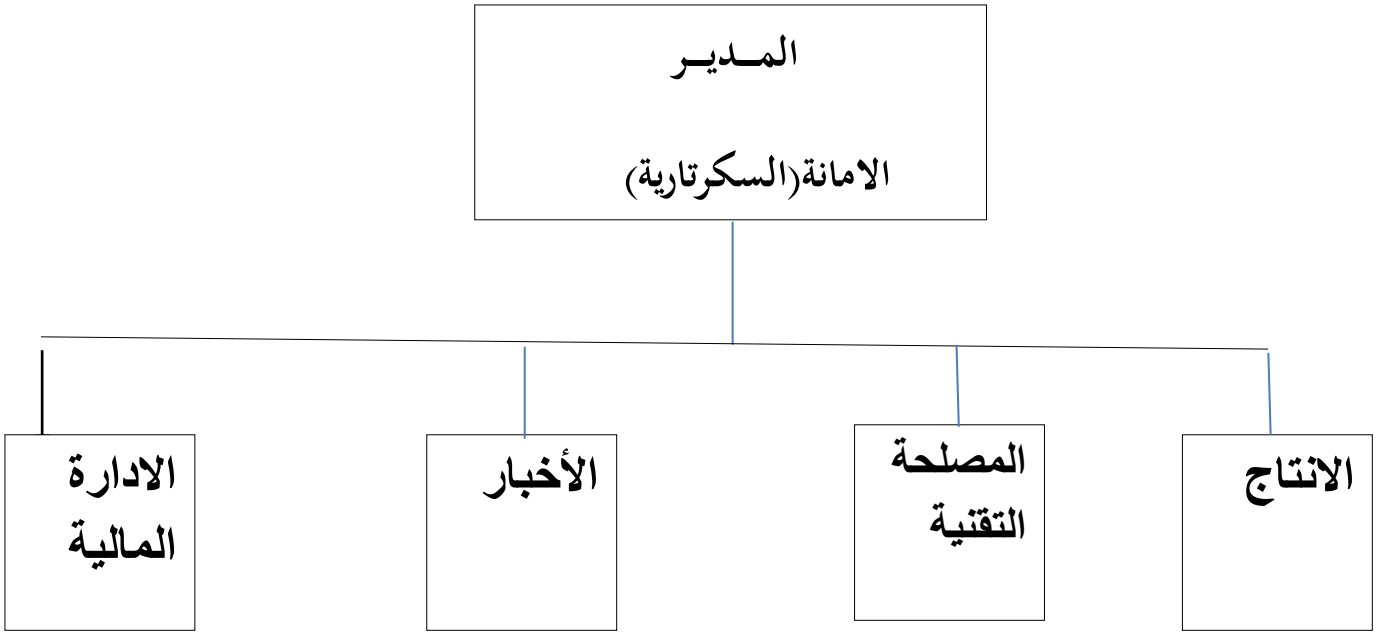 المـديـر
الامانة(السكرتارية)
الانتاج
المصلحة
التقنية
الأخبار
الادارة
المالية